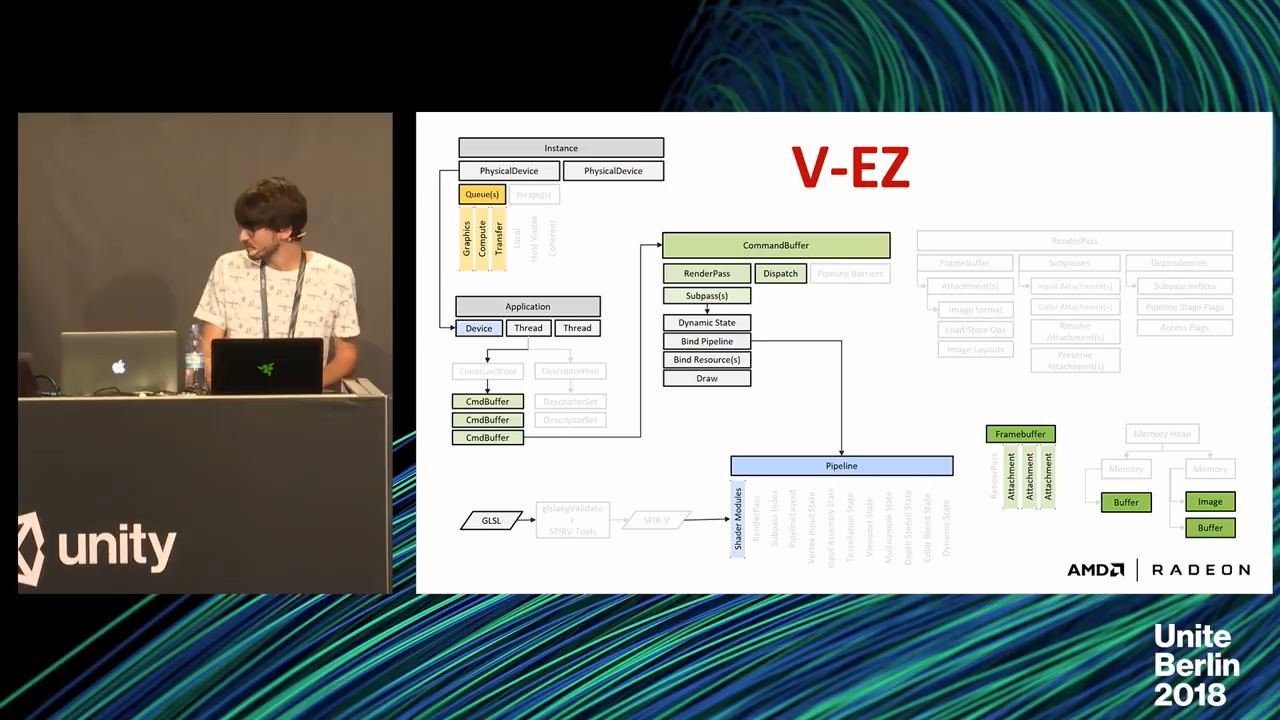 V-EZ
Instance
PhysicalDevice
PhysicalDevice
Queue(s)
Heaps(s)
Graphics
Compute
Transfer
Local
Host Visible
Coherent
Application
Device
Thread
Thread
CommandPool
DescriptorPool
CmdBuffer
DescriptorSet
CmdBuffer
DescriptorSet
CmdBuffer
CommandBuffer
RenderPass
Dispatch
Pipeline Barriers
Subpass(s)
Dynamic State
Bind Pipeline
Bind Resource(s)
Draw
RenderPass
Framebuffer
Subpasses
Dependencies
Attachment(s)
Input Attachment(s)
Subpass indices
Image format
Color Attachment(s)
Pipeline Stage Flags
Load Store Ops
Resolve
Attachment(s)
Access Flags
Image Layouts
Preserve
Attachment(s)
Framebuffer
RenderPass
Attachment
Attachment
Attachment
Memory Heap
Memory
Memory
Buffer
Image
Buffer
GLSL
glslangValidato
r
SPIRV-Tools
SPIR-V
Pipeline
Shader Modules
RenderPass
Subpass Index
PipelineLayout
Vertex Input State
Input Assembly State
Tessellation State
Viewport State
Multisample State
Depth Stencil State
Color Blend State
Dynamic State
AMD
RADEON
unity
Unite
Berlin
2018